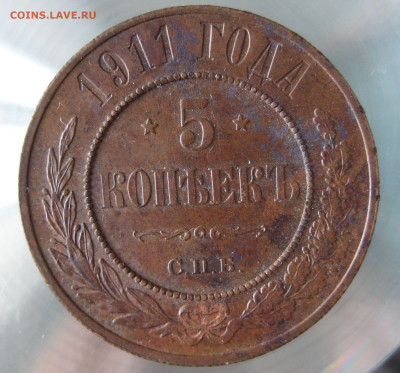 COINS.LAVE.RU
1911 ГОДА
5
КОПѢЕКЪ
С.П.Б.